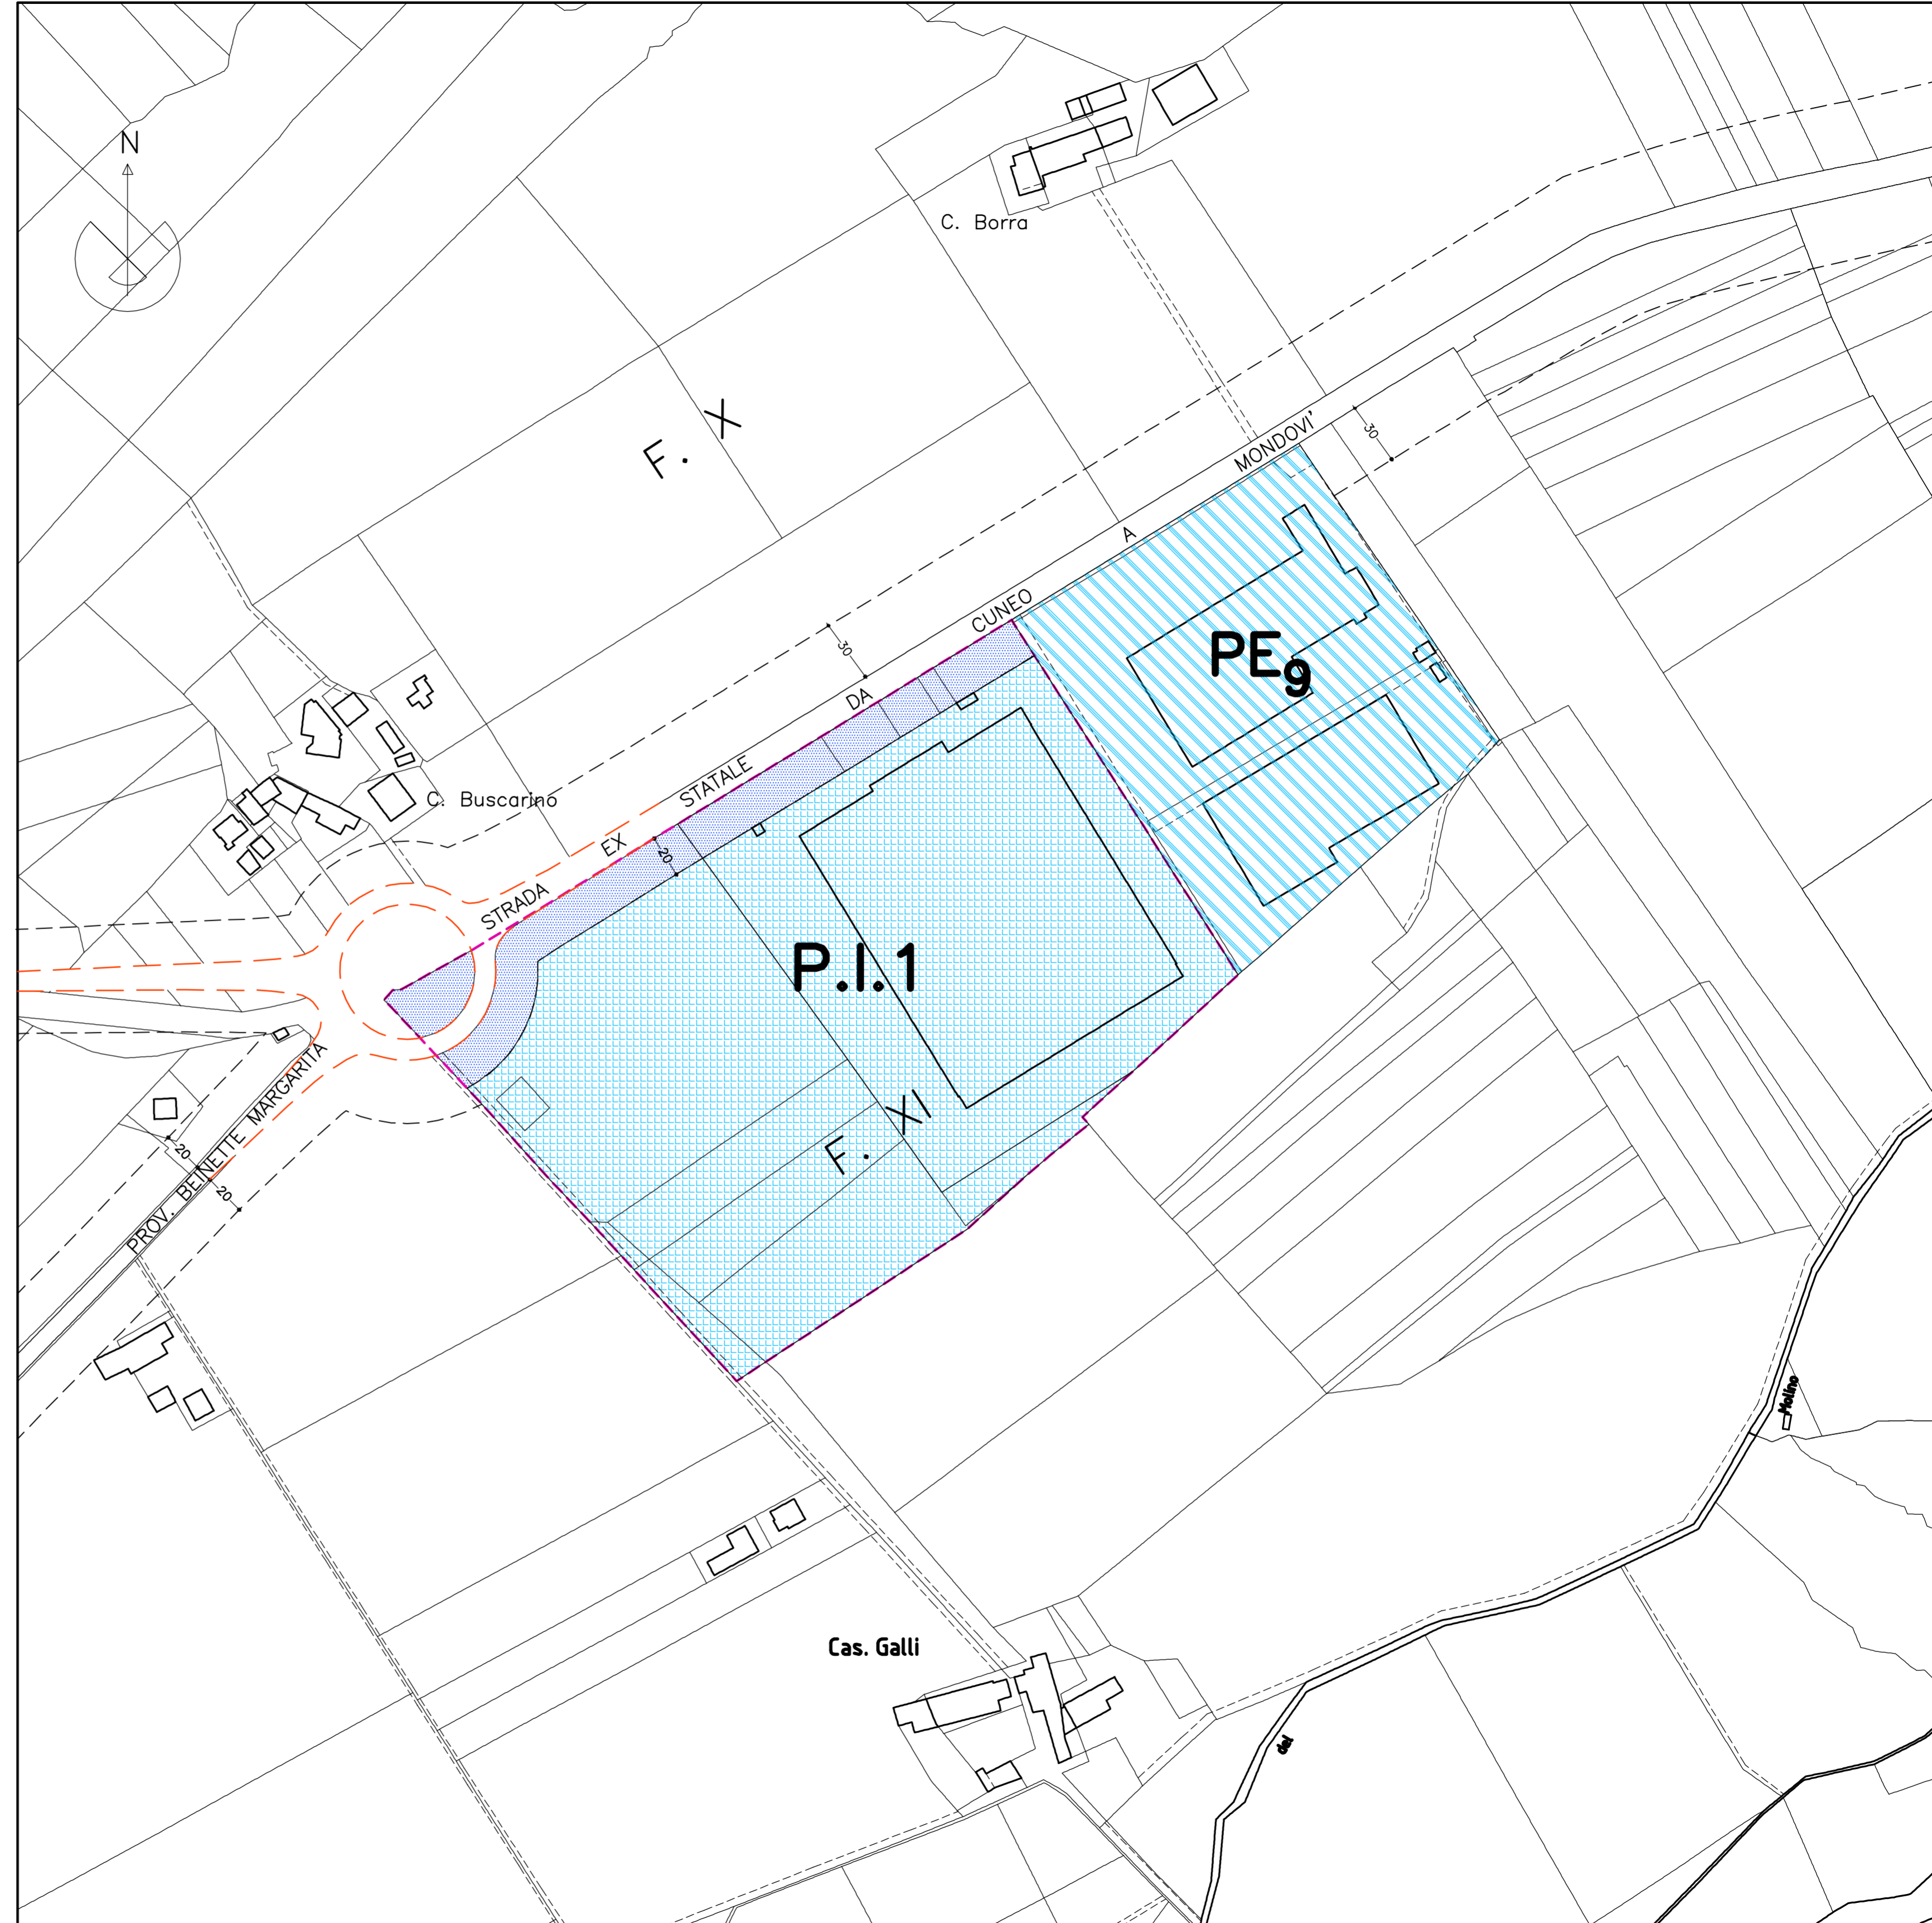 N
C. Borra
F. X
30
MONDOVI'
A
CUNEO
30
DA
STATALE
EX
STRADA
20
PE9
C. Buscarino
P.I.1
F. XI
PROV. BEINETTE MARGARITA
20
20
Molino
Cas. Galli
del